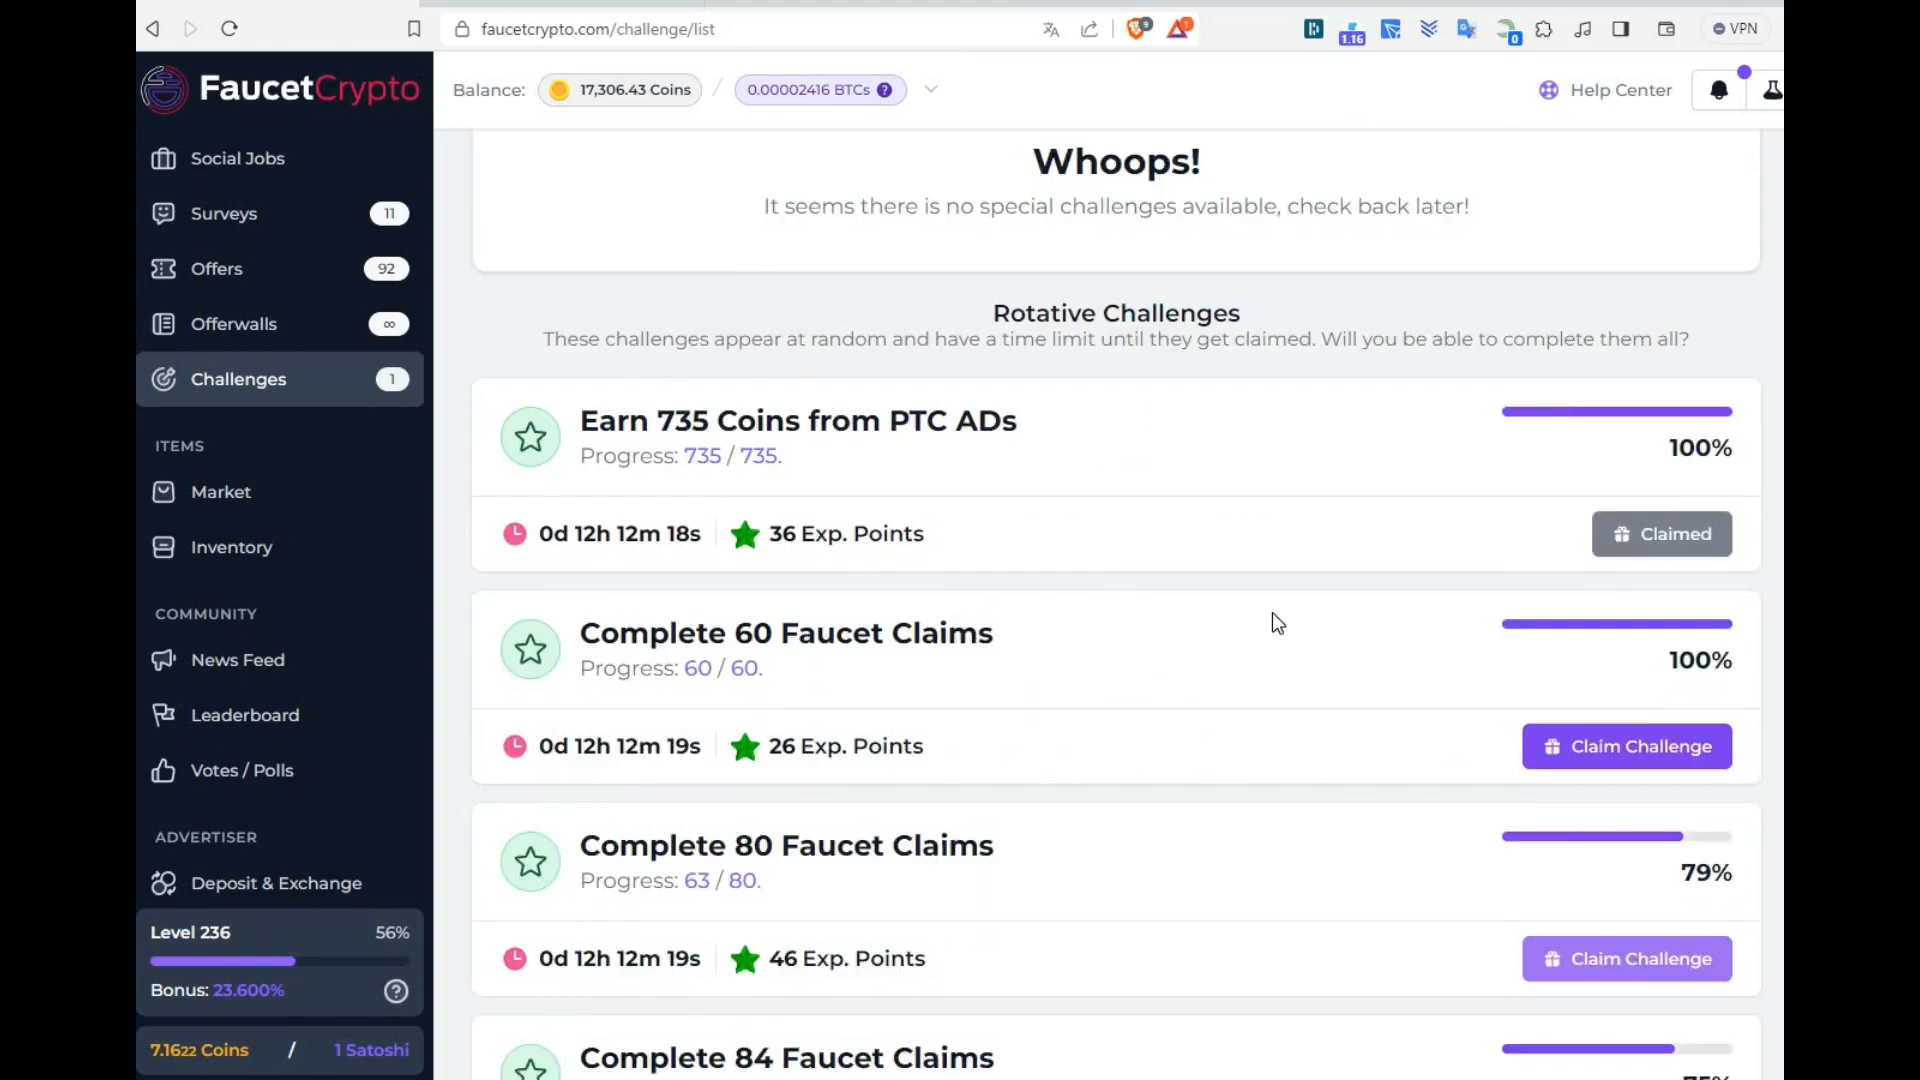 faucetcrypto.com/challenge/list
9
1
1.16
0
VPN
FaucetCrypto
Balance: 17,306.43 Coins / 0.00002416 BTCs ?
Help Center
Social Jobs
Surveys 11
Offers 92
Offerwalls ∞
Challenges 1
ITEMS
Market
Inventory
COMMUNITY
News Feed
Leaderboard
Votes / Polls
ADVERTISER
Deposit & Exchange
Level 236 56%
Bonus: 23.600% ?
7.1622 Coins / 1 Satoshi
Whoops!
It seems there is no special challenges available, check back later!
Rotative Challenges
These challenges appear at random and have a time limit until they get claimed. Will you be able to complete them all?
Earn 735 Coins from PTC ADs
Progress: 735 / 735.
100%
0d 12h 12m 18s
36 Exp. Points
Claimed
Complete 60 Faucet Claims
Progress: 60 / 60.
100%
0d 12h 12m 19s
26 Exp. Points
Claim Challenge
Complete 80 Faucet Claims
Progress: 63 / 80.
79%
0d 12h 12m 19s
46 Exp. Points
Claim Challenge
Complete 84 Faucet Claims
75%